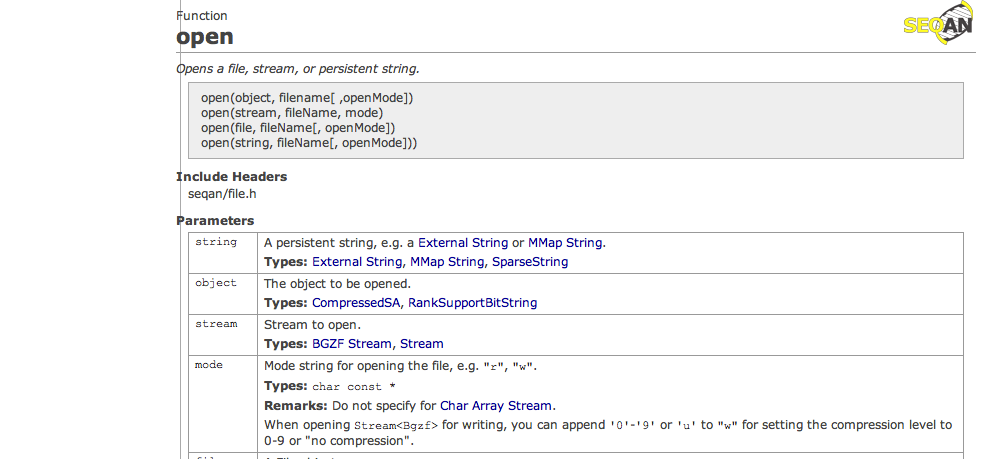 Function
open
SEQAN
Opens a file, stream, or persistent string.
open(object, filename[ ,openMode])
open(stream, fileName, mode)
open(file, fileName[, openMode])
open(string, fileName[, openMode]))
Include Headers
seqan/file.h
Parameters
string
A persistent string, e.g. a External String or MMap String.
Types: External String, MMap String, SparseString
object
The object to be opened.
Types: CompressedSA, RankSupportBitString
stream
Stream to open.
Types: BGZF Stream, Stream
mode
Mode string for opening the file, e.g. "r", "w".
Types: char const *
Remarks: Do not specify for Char Array Stream.
When opening Stream<Bgzf> for writing, you can append '0'-'9' or 'u' to "w" for setting the compression level to
0-9 or "no compression".